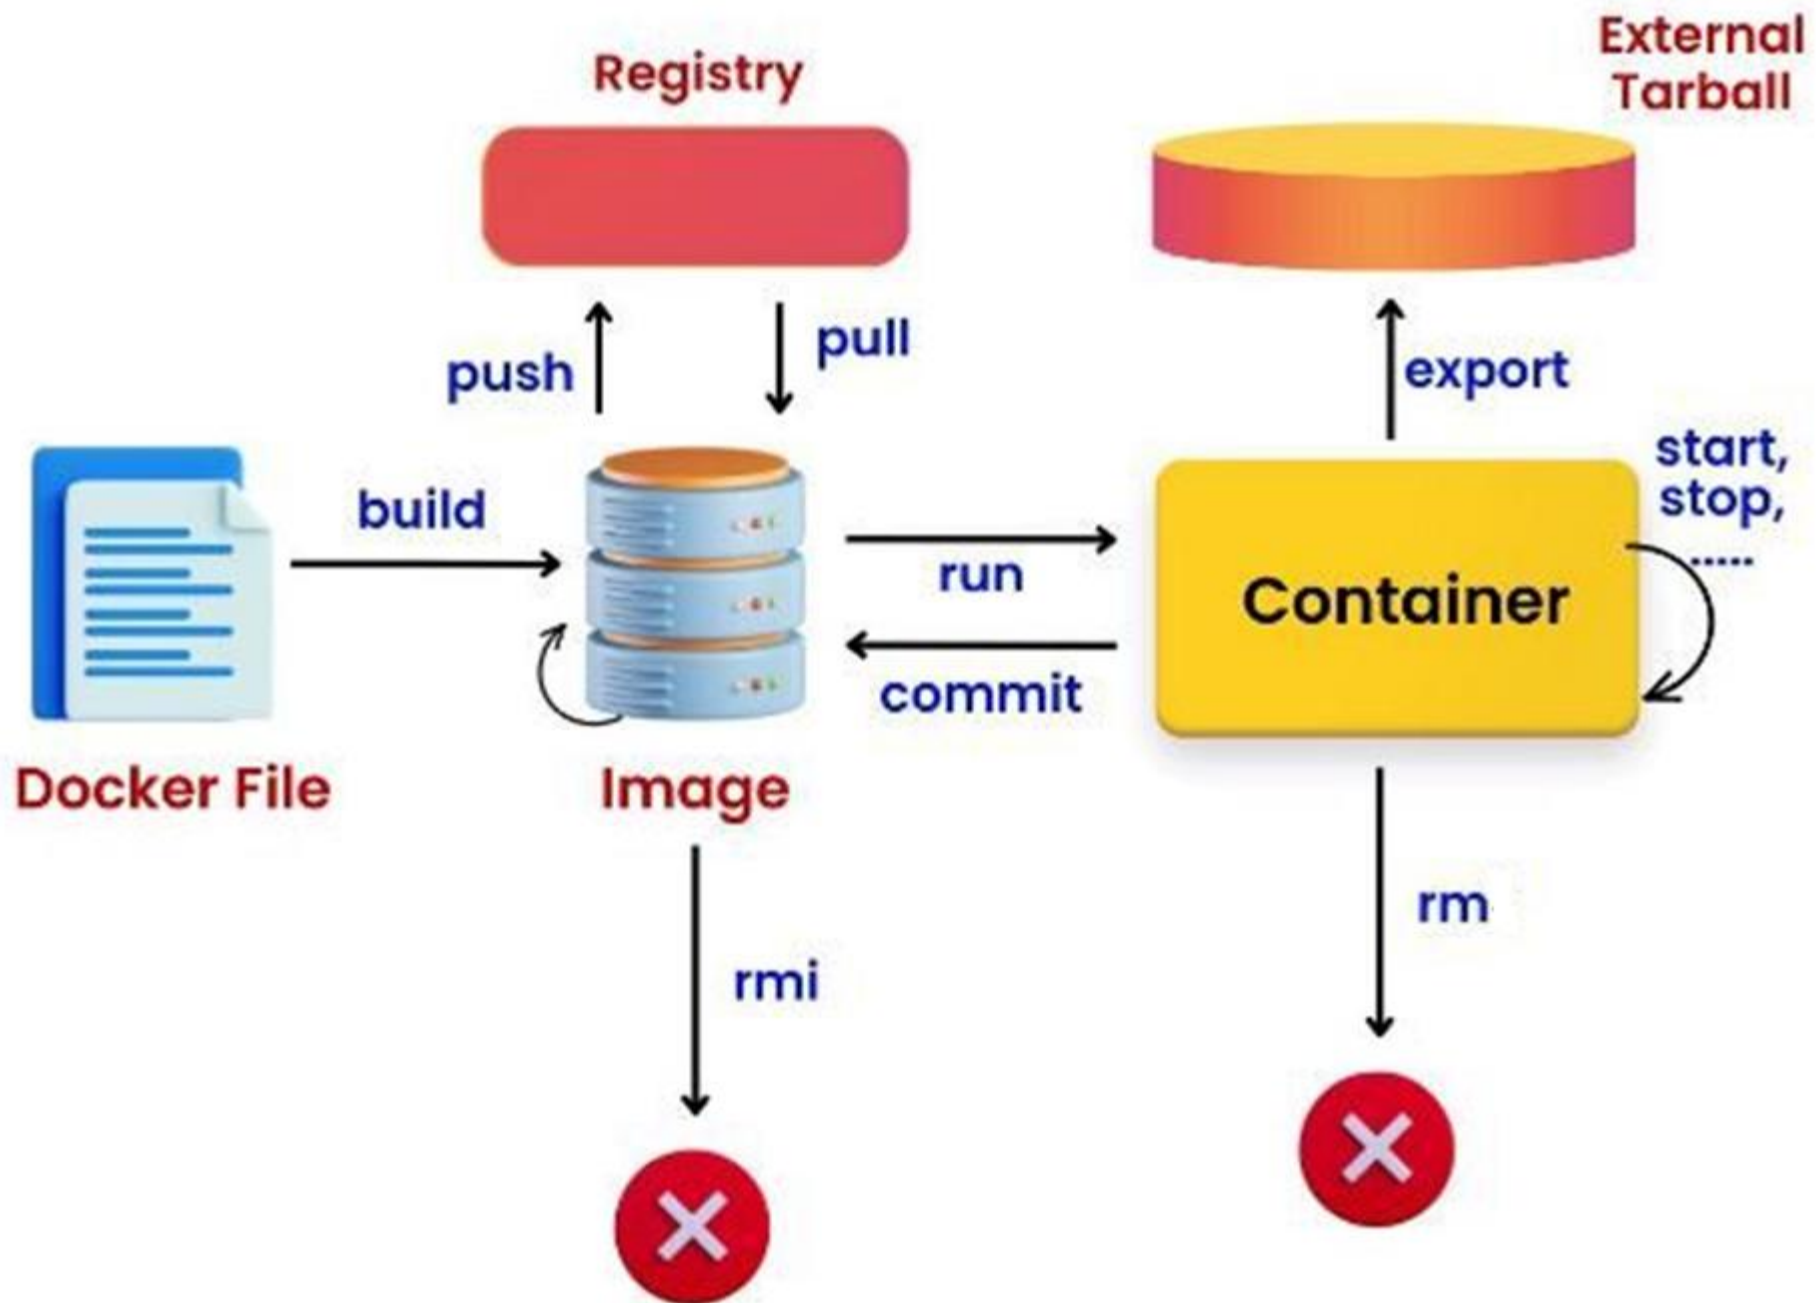 Registry
External
Tarball
push
pull
export
start,
stop,
.....
build
run
Container
commit
Docker File
Image
rm
rmi